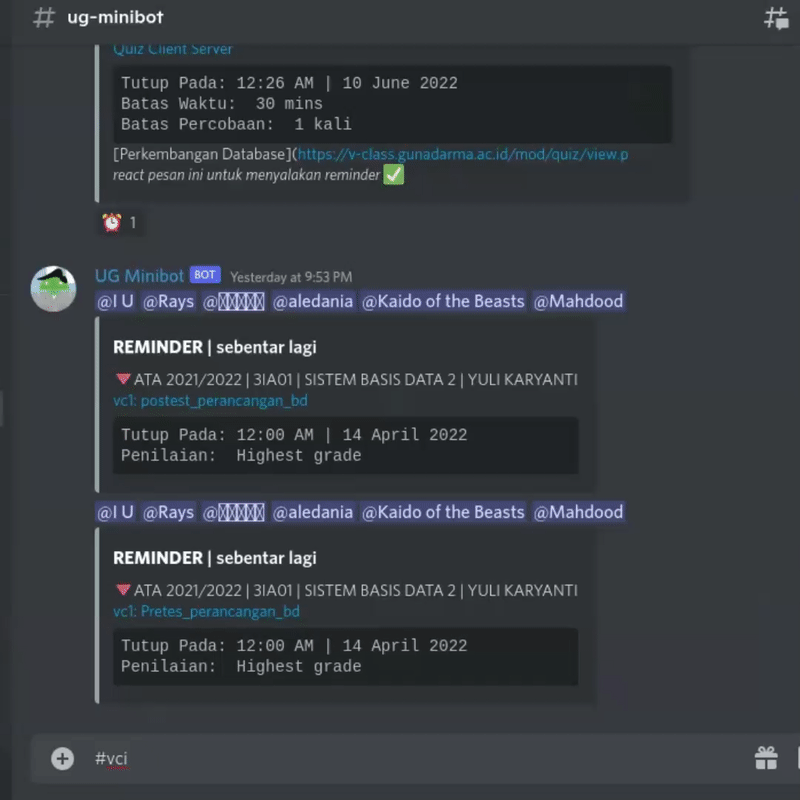 ug-minibot
Quiz Client Server
Tutup Pada: 12:26 AM | 10 June 2022
Batas Waktu: 30 mins
Batas Percobaan: 1 kali
[Perkembangan Database](https://v-class.gunadarma.ac.id/mod/quiz/view.p
react pesan ini untuk menyalakan reminder ✅
⏰ 1
UG Minibot BOT Yesterday at 9:53 PM
@I U @Rays @ @aledania @Kaido of the Beasts @Mahdood
REMINDER | sebentar lagi
🔻ATA 2021/2022 | 3IA01 | SISTEM BASIS DATA 2 | YULI KARYANTI
vc1: postest_perancangan_bd
Tutup Pada: 12:00 AM | 14 April 2022
Penilaian: Highest grade
@I U @Rays @ @aledania @Kaido of the Beasts @Mahdood
REMINDER | sebentar lagi
🔻ATA 2021/2022 | 3IA01 | SISTEM BASIS DATA 2 | YULI KARYANTI
vc1: Pretes_perancangan_bd
Tutup Pada: 12:00 AM | 14 April 2022
Penilaian: Highest grade
#vci